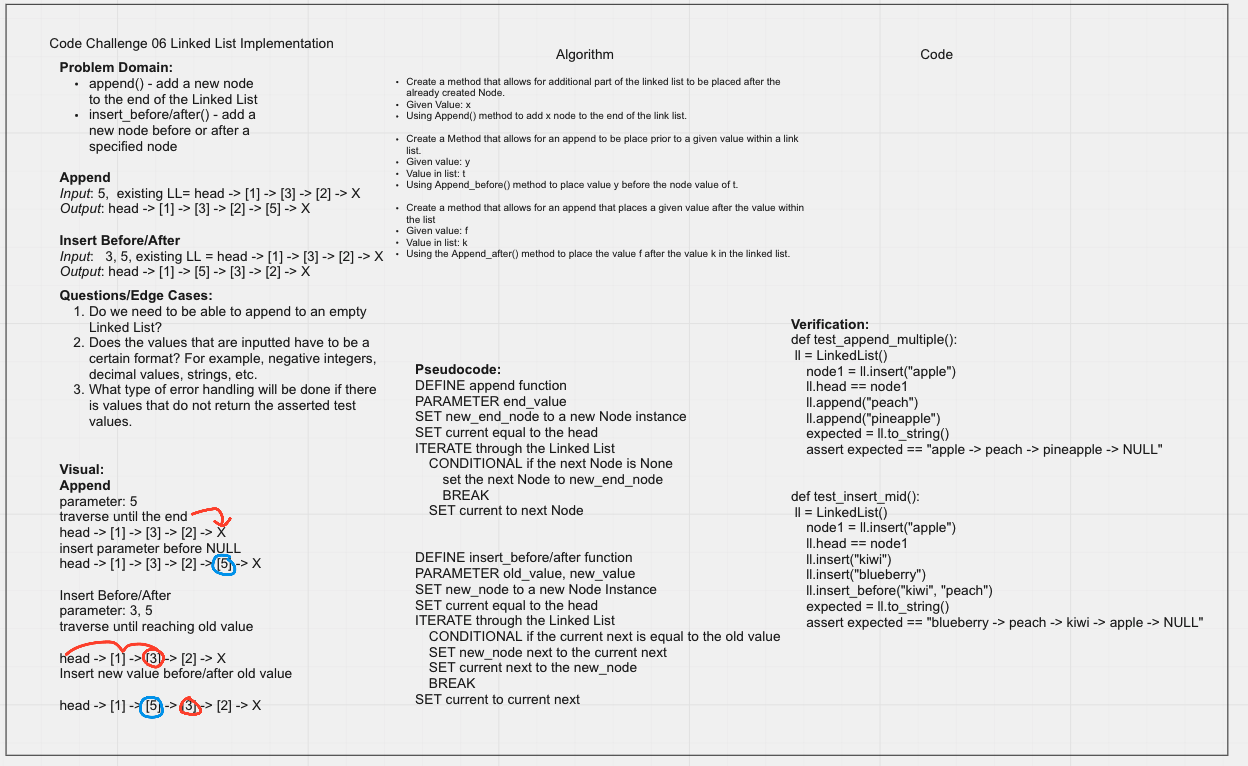 Code Challenge 06 Linked List Implementation
Problem Domain:
• append() - add a new node
to the end of the Linked List
• insert_before/after() - add a
new node before or after a
specified node
Append
Input: 5,  existing LL= head -> [1] -> [3] -> [2] -> X
Output: head -> [1] -> [3] -> [2] -> [5] -> X
Insert Before/After
Input:   3, 5, existing LL = head -> [1] -> [3] -> [2] -> X
Output: head -> [1] -> [5] -> [3] -> [2] -> X
Questions/Edge Cases:
1. Do we need to be able to append to an empty
Linked List?
2. Does the values that are inputted have to be a
certain format? For example, negative integers,
decimal values, strings, etc.
3. What type of error handling will be done if there
is values that do not return the asserted test
values.
Visual:
Append
parameter: 5
traverse until the end
head -> [1] -> [3] -> [2] -> X
insert parameter before NULL
head -> [1] -> [3] -> [2] -> [5] -> X
Insert Before/After
parameter: 3, 5
traverse until reaching old value
head -> [1] -> [3] -> [2] -> X
Insert new value before/after old value
head -> [1] -> [5] -> [3] -> [2] -> X
Algorithm
• Create a method that allows for additional part of the linked list to be placed after the
already created Node.
• Given Value: x
• Using Append() method to add x node to the end of the link list.
• Create a Method that allows for an append to be place prior to a given value within a link
list.
• Given value: y
• Value in list: t
• Using Append_before() method to place value y before the node value of t.
• Create a method that allows for an append that places a given value after the value within
the list
• Given value: f
• Value in list: k
• Using the Append_after() method to place the value f after the value k in the linked list.
Pseudocode:
DEFINE append function
PARAMETER end_value
SET new_end_node to a new Node instance
SET current equal to the head
ITERATE through the Linked List
CONDITIONAL if the next Node is None
set the next Node to new_end_node
BREAK
SET current to next Node
DEFINE insert_before/after function
PARAMETER old_value, new_value
SET new_node to a new Node Instance
SET current equal to the head
ITERATE through the Linked List
CONDITIONAL if the current next is equal to the old value
SET new_node next to the current next
SET current next to the new_node
BREAK
SET current to current next
Code
Verification:
def test_append_multiple():
ll = LinkedList()
node1 = ll.insert("apple")
ll.head == node1
ll.append("peach")
ll.append("pineapple")
expected = ll.to_string()
assert expected == "apple -> peach -> pineapple -> NULL"
def test_insert_mid():
ll = LinkedList()
node1 = ll.insert("apple")
ll.head == node1
ll.insert("kiwi")
ll.insert("blueberry")
ll.insert_before("kiwi", "peach")
expected = ll.to_string()
assert expected == "blueberry -> peach -> kiwi -> apple -> NULL"